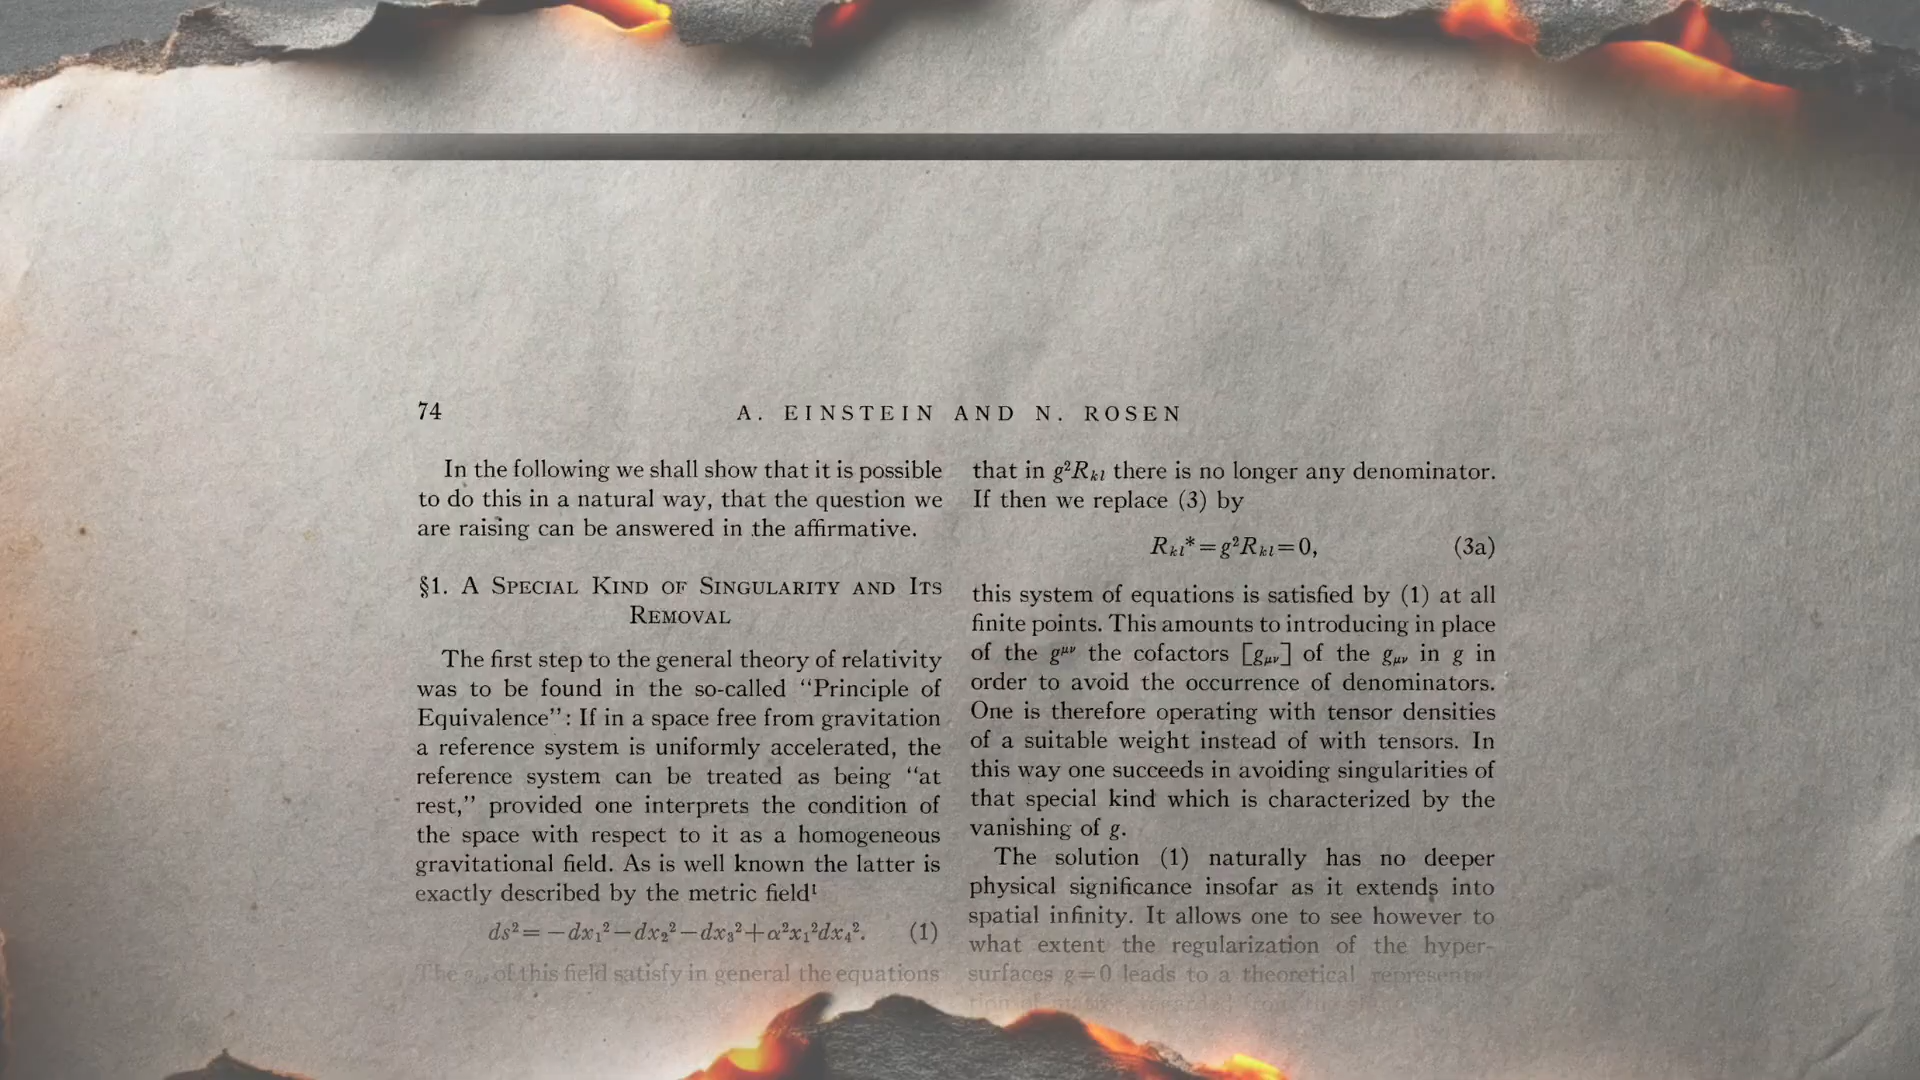 74
A. EINSTEIN AND N. ROSEN
In the following we shall show that it is possible
to do this in a natural way, that the question we
are raising can be answered in the affirmative.
§1. A Special Kind of Singularity and Its
Removal
The first step to the general theory of relativity
was to be found in the so-called “Principle of
Equivalence”: If in a space free from gravitation
a reference system is uniformly accelerated, the
reference system can be treated as being “at
rest,” provided one interprets the condition of
the space with respect to it as a homogeneous
gravitational field. As is well known the latter is
exactly described by the metric field¹
ds²= −dx₁²−dx₂²−dx₃²+α²x₁²dx₄². (1)
The of this field satisfy in general the equations
that in g²Rₖₗ there is no longer any denominator.
If then we replace (3) by
Rₖₗ*=g²Rₖₗ=0, (3a)
this system of equations is satisfied by (1) at all
finite points. This amounts to introducing in place
of the g^μν the cofactors [g_μν] of the g_μν in g in
order to avoid the occurrence of denominators.
One is therefore operating with tensor densities
of a suitable weight instead of with tensors. In
this way one succeeds in avoiding singularities of
that special kind which is characterized by the
vanishing of g.
The solution (1) naturally has no deeper
physical significance insofar as it extends into
spatial infinity. It allows one to see however to
what extent the regularization of the hyper-
surfaces g=0 leads to a theoretical